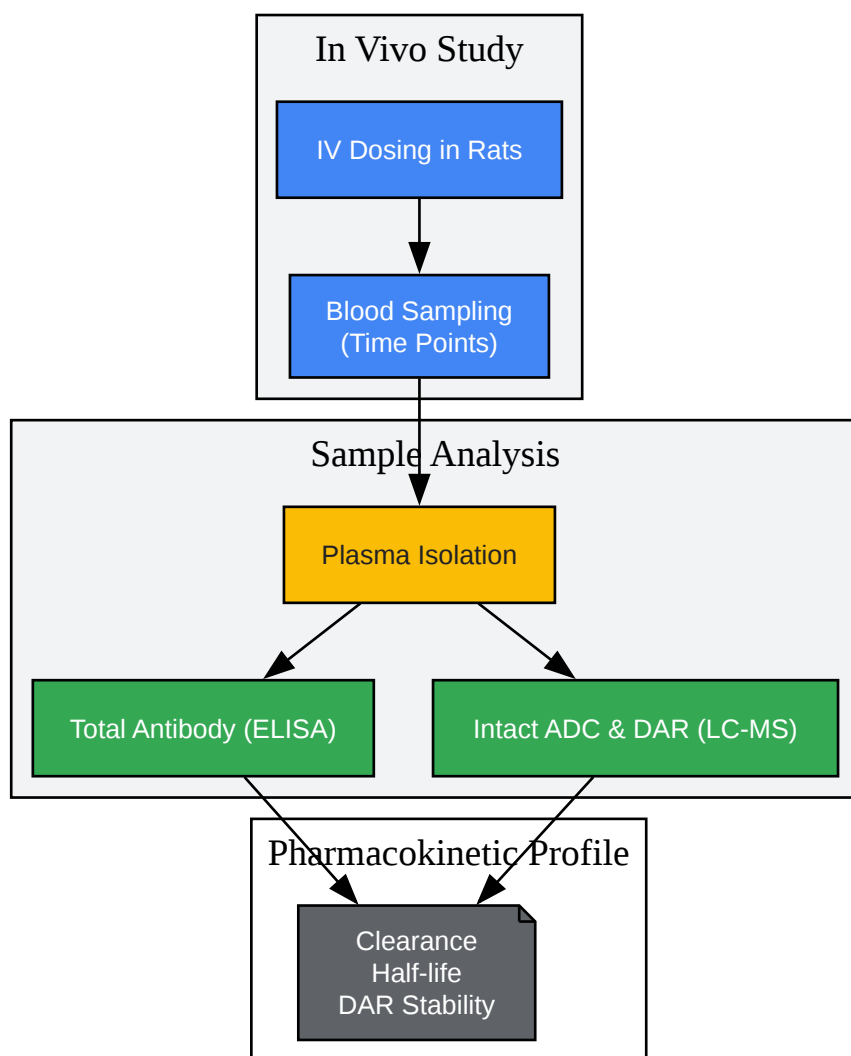 In Vivo Study
IV Dosing in Rats
Blood Sampling
(Time Points)
Sample Analysis
Plasma Isolation
Total Antibody (ELISA)
Intact ADC & DAR (LC-MS)
Pharmacokinetic Profile
Clearance
Half-life
DAR Stability